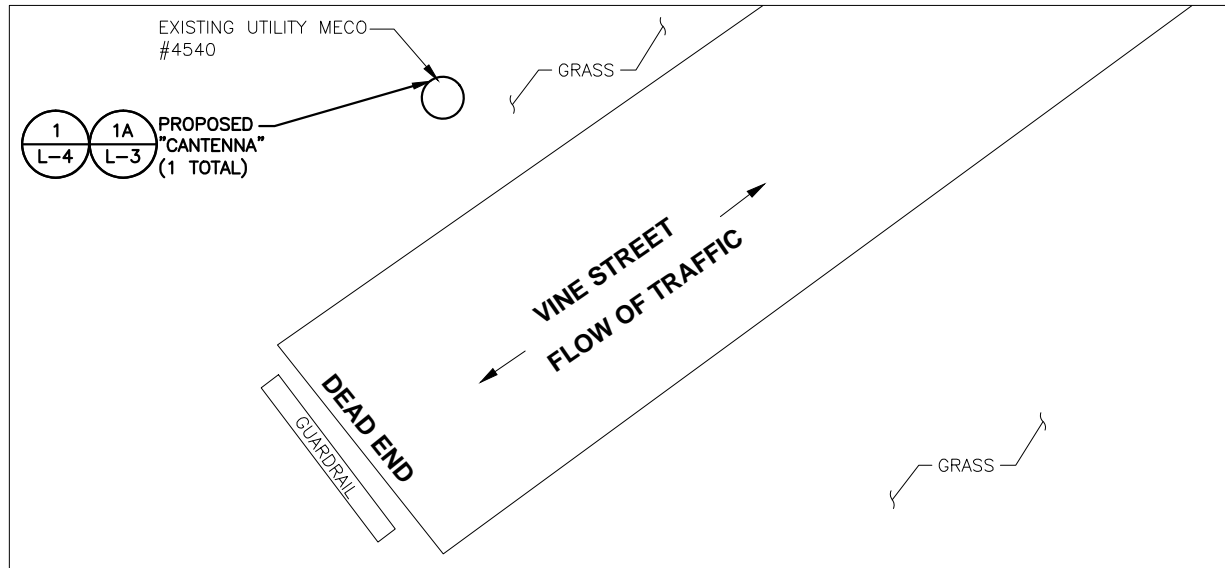 EXISTING UTILITY MECO
#4540
GRASS
1
L-4
1A
L-3
PROPOSED
"CANTENNA"
(1 TOTAL)
VINE STREET
FLOW OF TRAFFIC
DEAD END
GUARDRAIL
GRASS